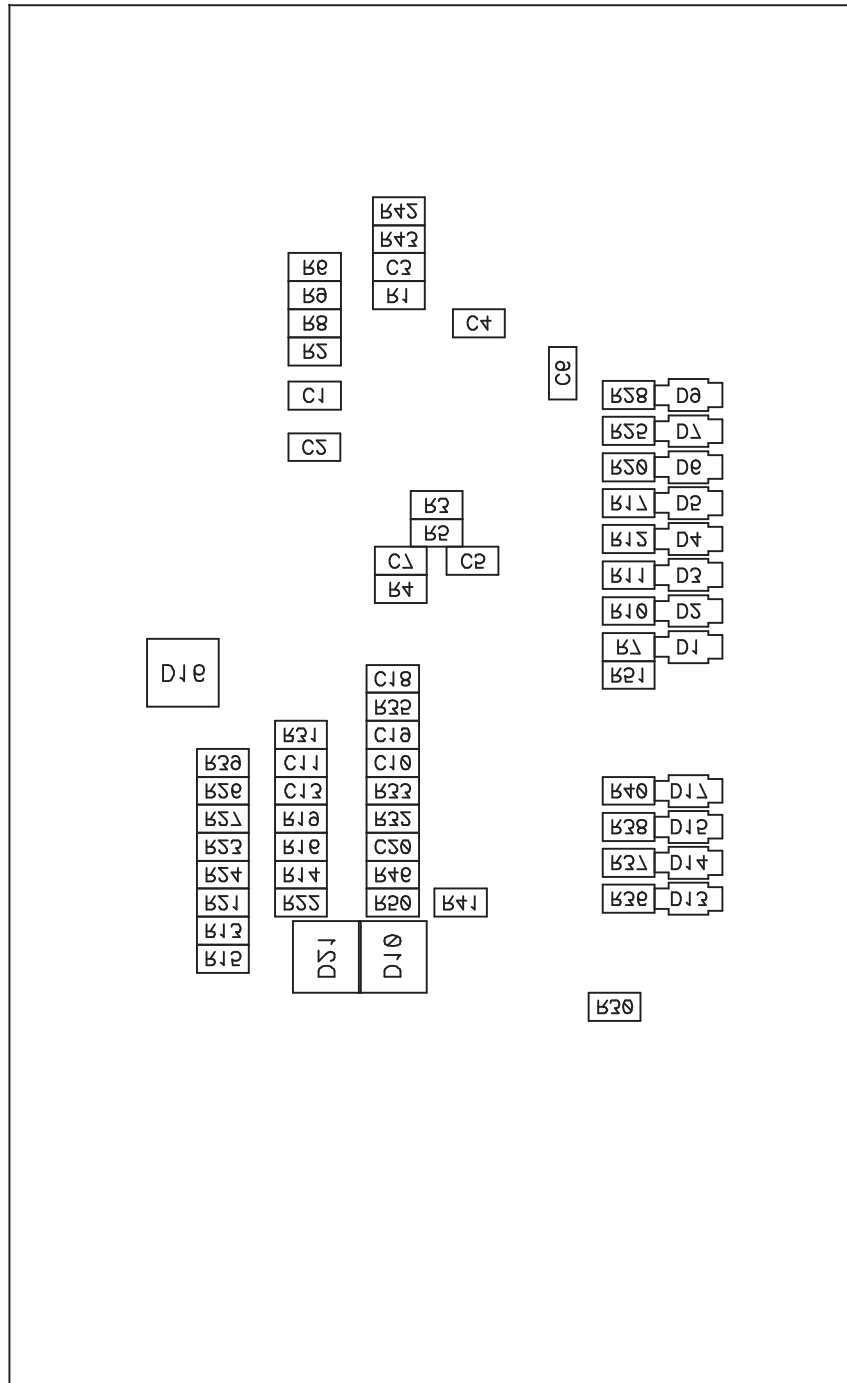 R42
R43
R6 C3
R9 R1
R8 C4
R2
C6
C1 R28 D9
R25 D7
C2
R20 D6
R3 R17 D5
R5 R12 D4
C7 C5
R11 D3
R4
R10 D2
R7 D1
D16 C18 R51
R35
R31 C19
R39 C11 C10
R26 C13 R33 R40 D17
R27 R19 R32
R38 D15
R23 R16 C20
R37 D14
R24 R14 R46
R21 R22 R50 R41 R36 D13
R13
D21 D10
R15
R30